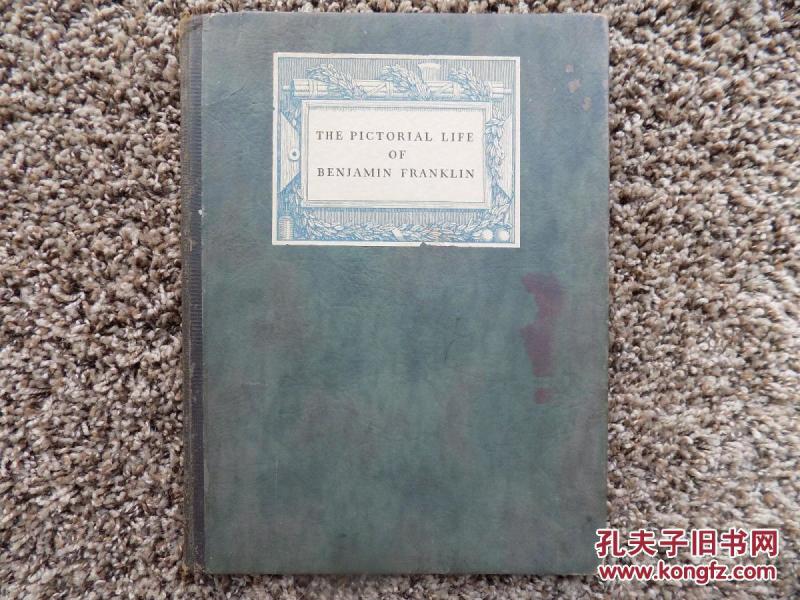 THE PICTORIAL LIFE
OF
BENJAMIN FRANKLIN
孔夫子旧书网
www.kongfz.com